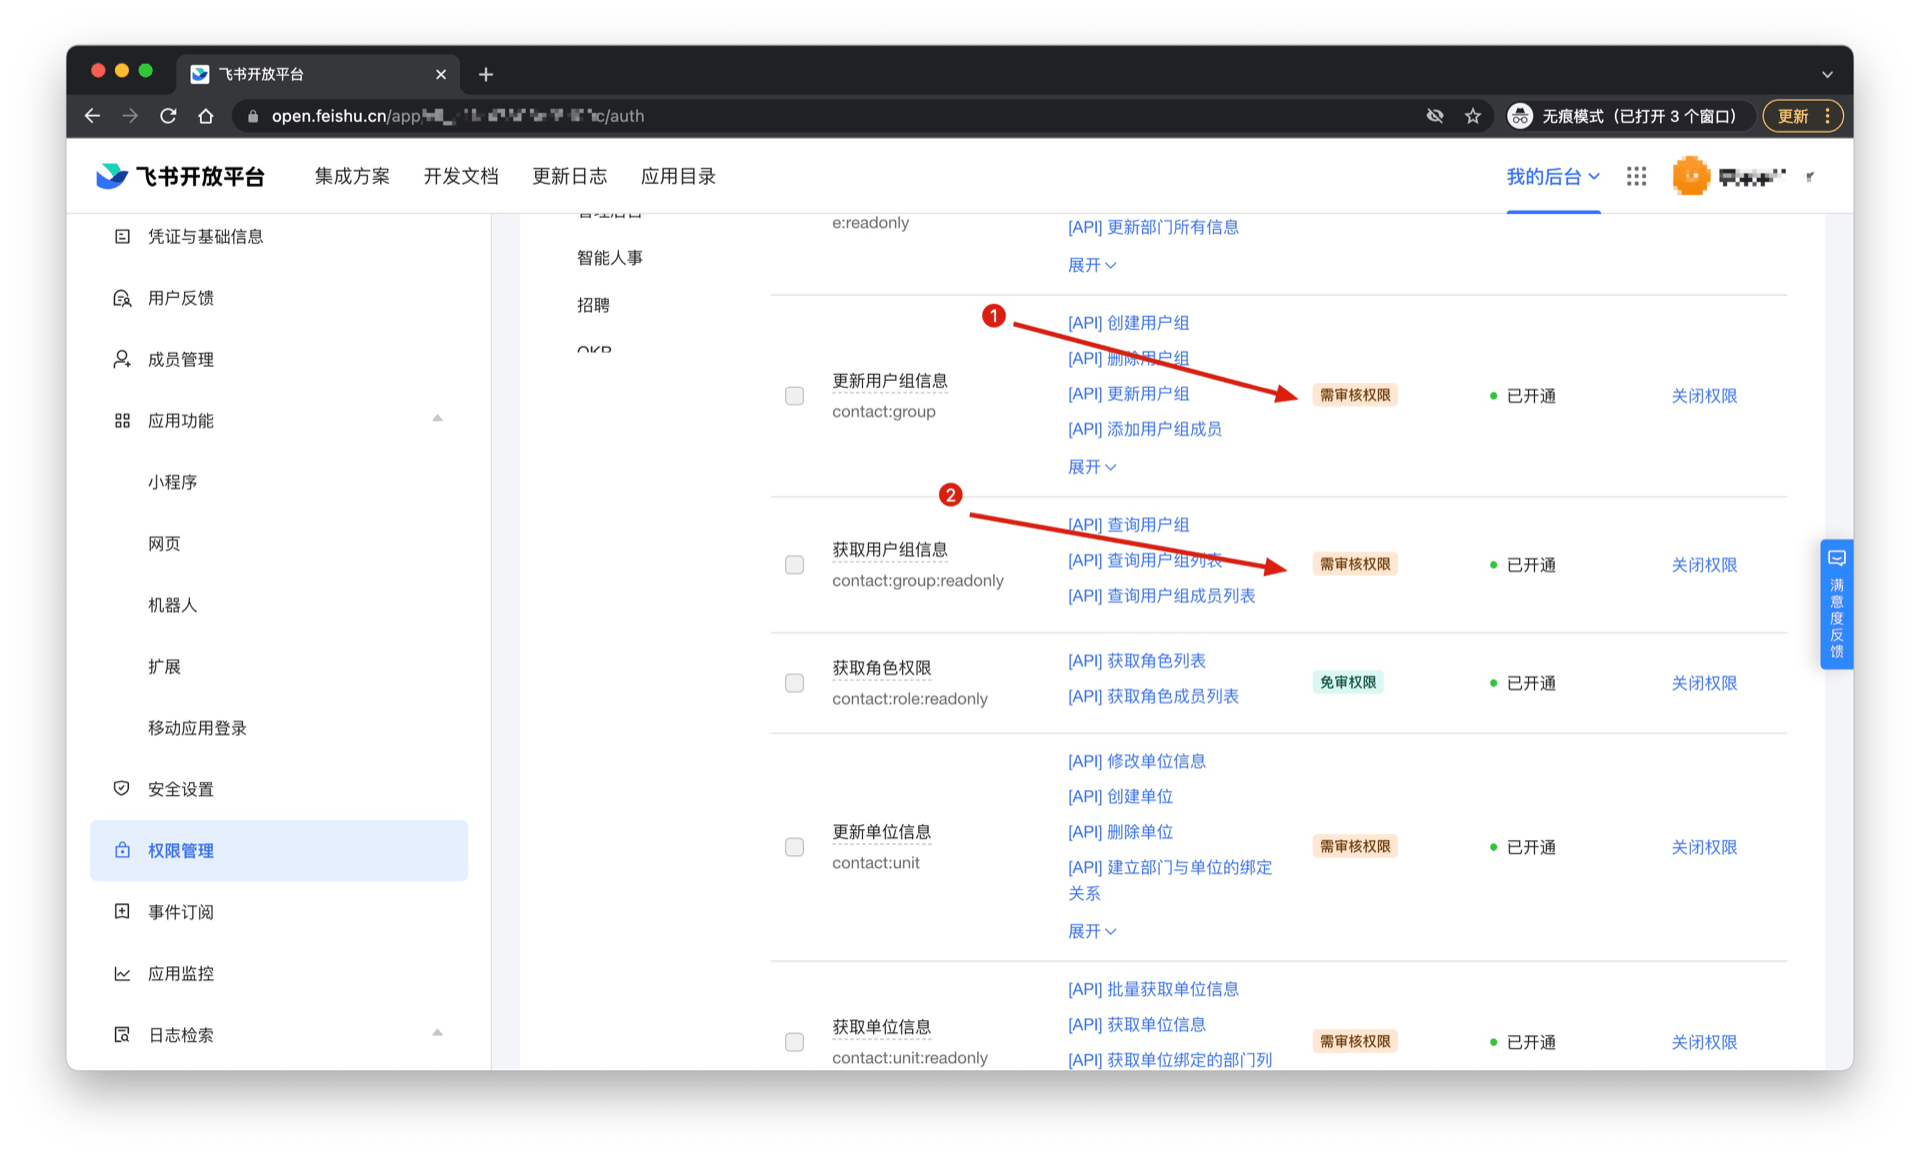 飞书开放平台
open.feishu.cn/app
c/auth
无痕模式（已打开 3 个窗口）
更新
飞书开放平台
集成方案
开发文档
更新日志
应用目录
我的后台
凭证与基础信息
用户反馈
成员管理
应用功能
小程序
网页
机器人
扩展
移动应用登录
安全设置
权限管理
事件订阅
应用监控
日志检索
管理后台
智能人事
招聘
OKR
e:readonly
[API] 更新部门所有信息
展开
1
更新用户组信息
contact:group
[API] 创建用户组
[API] 删除用户组
[API] 更新用户组
[API] 添加用户组成员
展开
需审核权限
已开通
关闭权限
2
获取用户组信息
contact:group:readonly
[API] 查询用户组
[API] 查询用户组列表
[API] 查询用户组成员列表
需审核权限
已开通
关闭权限
获取角色权限
contact:role:readonly
[API] 获取角色列表
[API] 获取角色成员列表
免审权限
已开通
关闭权限
更新单位信息
contact:unit
[API] 修改单位信息
[API] 创建单位
[API] 删除单位
[API] 建立部门与单位的绑定
关系
展开
需审核权限
已开通
关闭权限
获取单位信息
contact:unit:readonly
[API] 批量获取单位信息
[API] 获取单位信息
[API] 获取单位绑定的部门列
需审核权限
已开通
关闭权限
满意度反馈